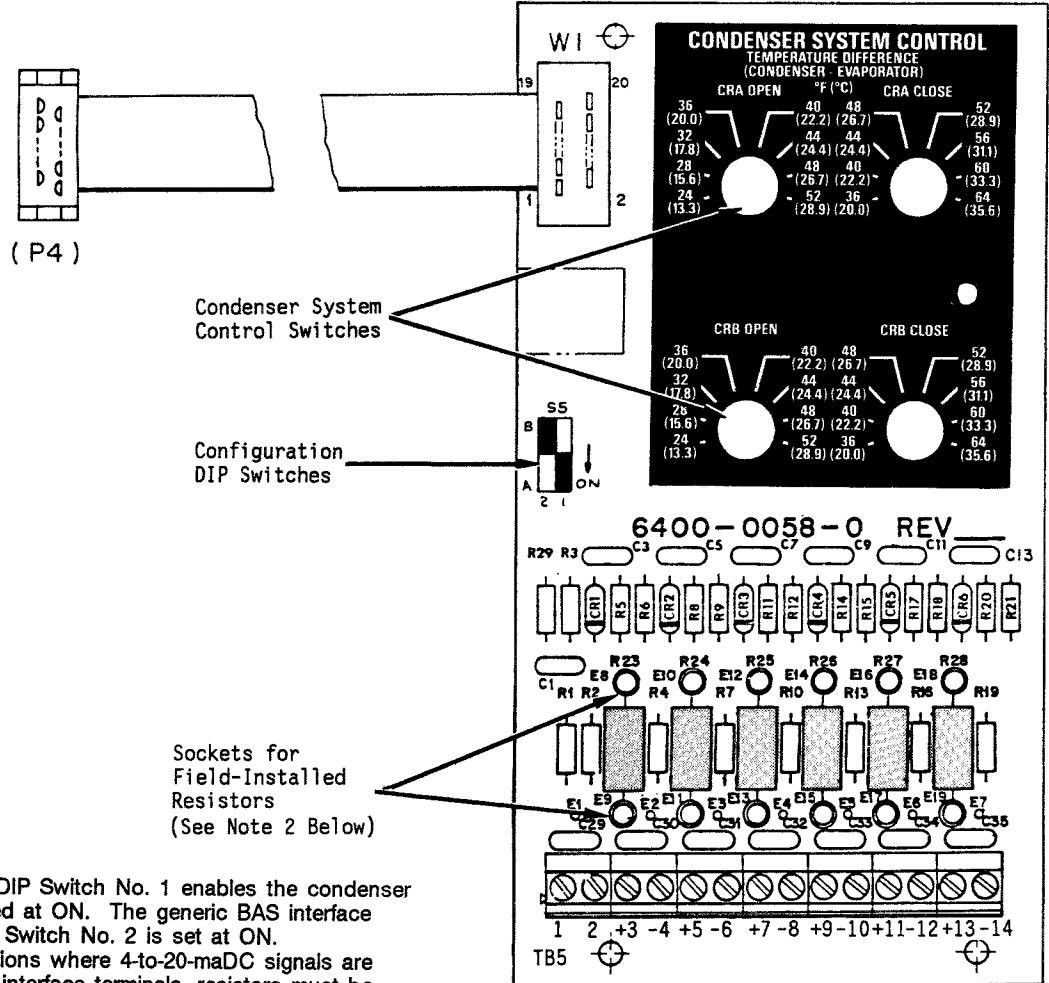 W1
CONDENSER SYSTEM CONTROL
TEMPERATURE DIFFERENCE
(CONDENSER - EVAPORATOR)
°F (°C)
CRA OPEN
CRA CLOSE
36 (20.0)
32 (17.8)
28 (15.6)
24 (13.3)
40 (22.2)
44 (24.4)
48 (26.7)
52 (28.9)
48 (26.7)
44 (24.4)
40 (22.2)
36 (20.0)
52 (28.9)
56 (31.1)
60 (33.3)
64 (35.6)
19
20
1
2
(P4)
Condenser System
Control Switches
CRB OPEN
CRB CLOSE
36 (20.0)
32 (17.8)
28 (15.6)
24 (13.3)
40 (22.2)
44 (24.4)
48 (26.7)
52 (28.9)
48 (26.7)
44 (24.4)
40 (22.2)
36 (20.0)
52 (28.9)
56 (31.1)
60 (33.3)
64 (35.6)
S5
B
A
2 1
ON
Configuration
DIP Switches
6400-0058-0 REV
R29 R3 C3 C5 C7 C9 C11 C13
CR1 R5 R6 CR2 R8 R9 CR3 R11 R12 CR4 R14 R15 CR5 R17 R18 CR6 R20 R21
C1 E8 R23 E10 R24 E12 R25 E14 R26 E16 R27 E18 R28
R1 R2 R4 R7 R10 R13 R16 R19
Sockets for
Field-Installed
Resistors
(See Note 2 Below)
E1 E9 E2 E11 E3 E13 E4 E15 E5 E17 E6 E19 E7
C29 C30 C31 C32 C33 C34 C35
1 2 +3 -4 +5 -6 +7 -8 +9 -10 +11 -12 +13 -14
TB5
DIP Switch No. 1 enables the condenser
ed at ON. The generic BAS interface
Switch No. 2 is set at ON.
ions where 4-to-20-maDC signals are
interface terminals, resistors must be